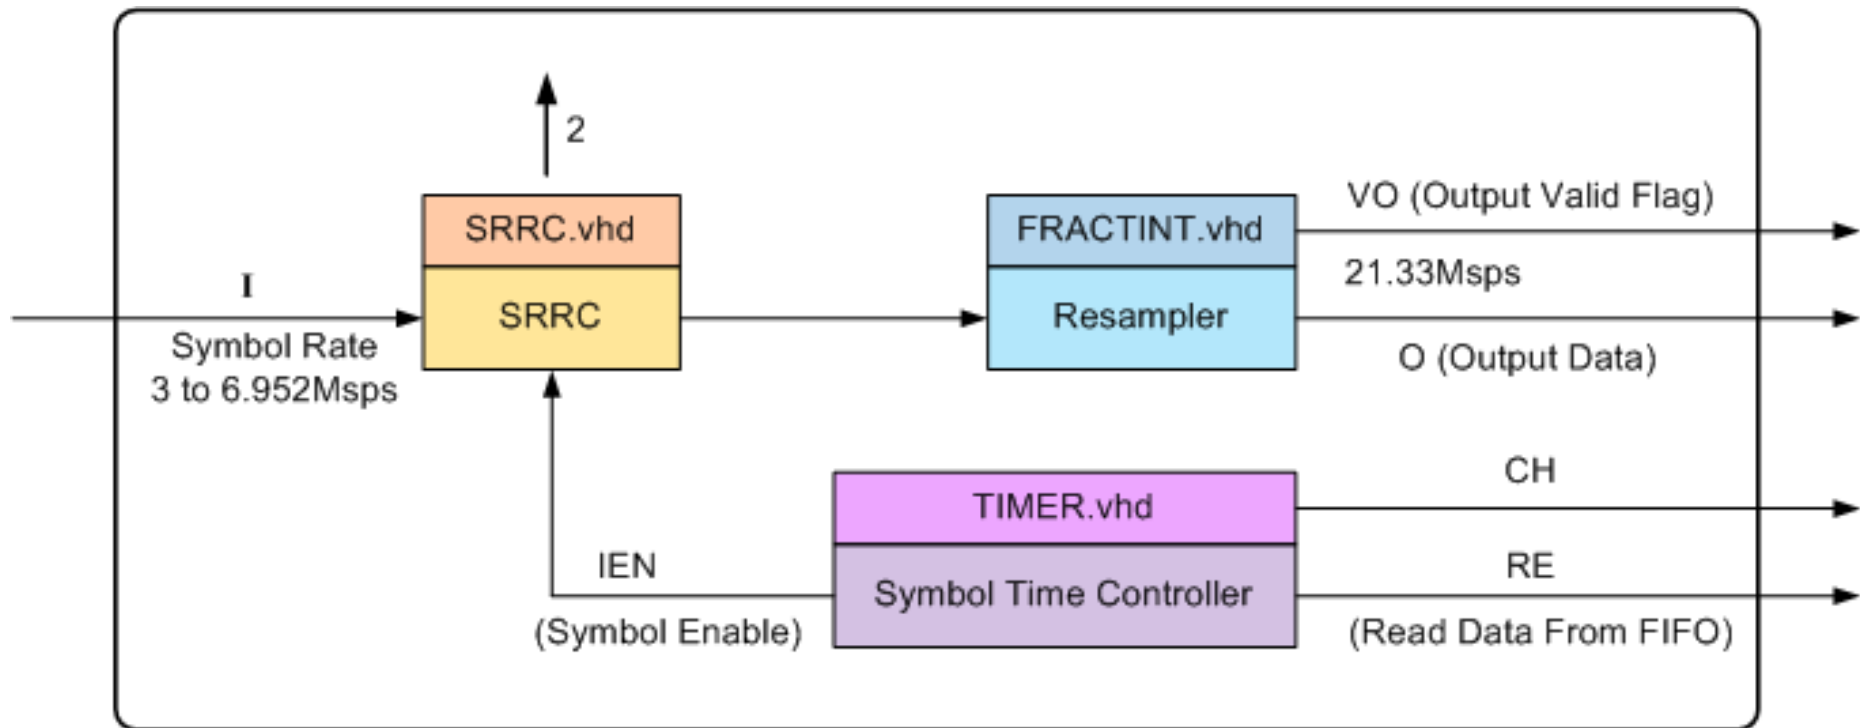 2
SRRC.vhd
SRRC
I
Symbol Rate
3 to 6.952Msps
FRACTINT.vhd
Resampler
VO (Output Valid Flag)
21.33Msps
O (Output Data)
TIMER.vhd
Symbol Time Controller
IEN
(Symbol Enable)
CH
RE
(Read Data From FIFO)